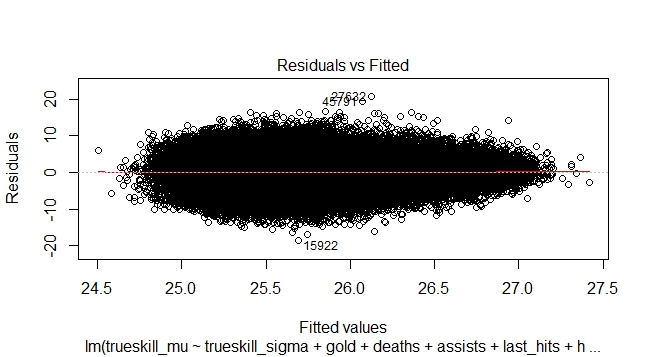 Residuals vs Fitted
Residuals
20
10
0
-10
-20
27632
45791
15922
24.5 25.0 25.5 26.0 26.5 27.0 27.5
Fitted values
lm(trueskill_mu ~ trueskill_sigma + gold + deaths + assists + last_hits + h ...